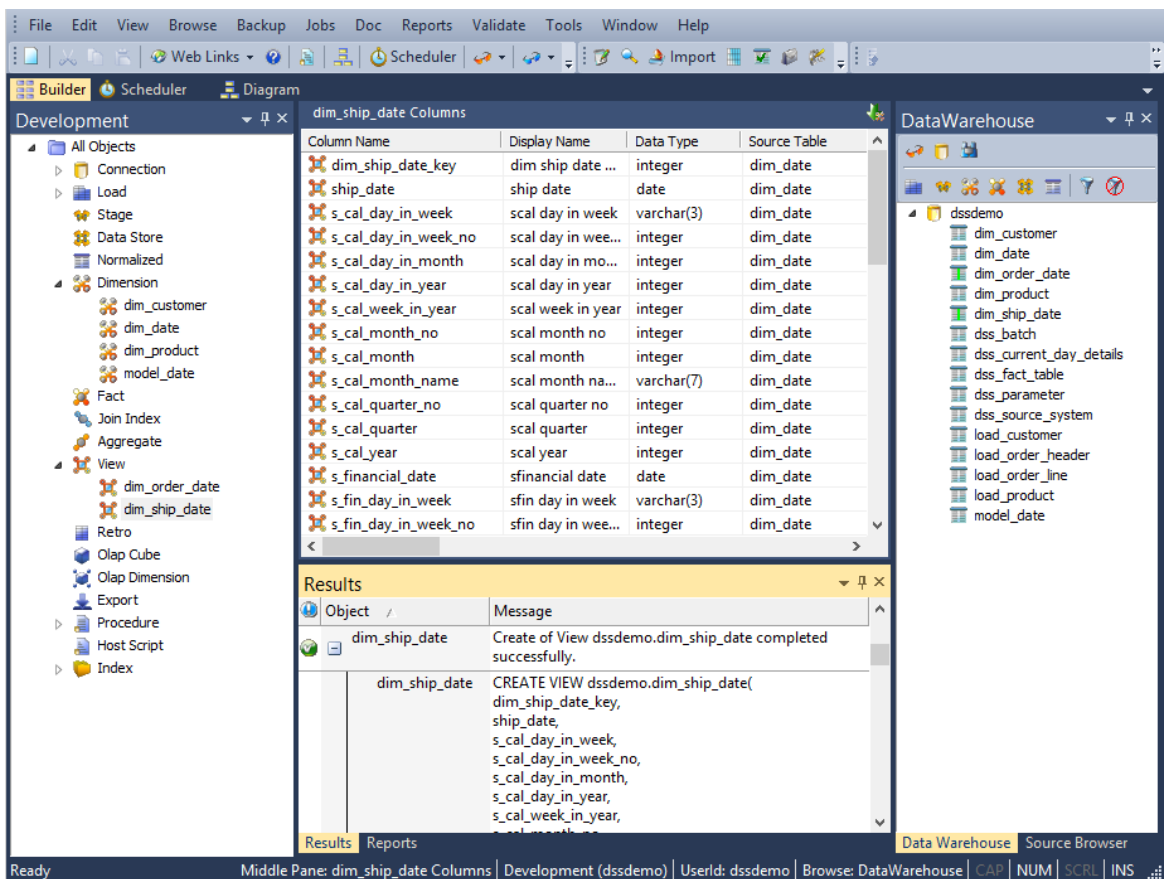 File Edit View Browse Backup Jobs Doc Reports Validate Tools Window Help
Web Links Scheduler Import
Builder Scheduler Diagram
Development
All Objects
Connection
Load
Stage
Data Store
Normalized
Dimension
dim_customer
dim_date
dim_product
model_date
Fact
Join Index
Aggregate
View
dim_order_date
dim_ship_date
Retro
Olap Cube
Olap Dimension
Export
Procedure
Host Script
Index
dim_ship_date Columns
Column Name Display Name Data Type Source Table
dim_ship_date_key dim ship date ... integer dim_date
ship_date ship date date dim_date
s_cal_day_in_week scal day in week varchar(3) dim_date
s_cal_day_in_week_no scal day in wee... integer dim_date
s_cal_day_in_month scal day in mo... integer dim_date
s_cal_day_in_year scal day in year integer dim_date
s_cal_week_in_year scal week in year integer dim_date
s_cal_month_no scal month no integer dim_date
s_cal_month scal month integer dim_date
s_cal_month_name scal month na... varchar(7) dim_date
s_cal_quarter_no scal quarter no integer dim_date
s_cal_quarter scal quarter integer dim_date
s_cal_year scal year integer dim_date
s_financial_date sfinancial date date dim_date
s_fin_day_in_week sfin day in week varchar(3) dim_date
s_fin_day_in_week_no sfin day in wee... integer dim_date
Results
Object Message
dim_ship_date Create of View dssdemo.dim_ship_date completed
successfully.
dim_ship_date CREATE VIEW dssdemo.dim_ship_date(
dim_ship_date_key,
ship_date,
s_cal_day_in_week,
s_cal_day_in_week_no,
s_cal_day_in_month,
s_cal_day_in_year,
s_cal_week_in_year,
Results Reports
DataWarehouse
dssdemo
dim_customer
dim_date
dim_order_date
dim_product
dim_ship_date
dss_batch
dss_current_day_details
dss_fact_table
dss_parameter
dss_source_system
load_customer
load_order_header
load_order_line
load_product
model_date
Data Warehouse Source Browser
Ready Middle Pane: dim_ship_date Columns Development (dssdemo) UserId: dssdemo Browse: DataWarehouse CAP NUM SCRL INS